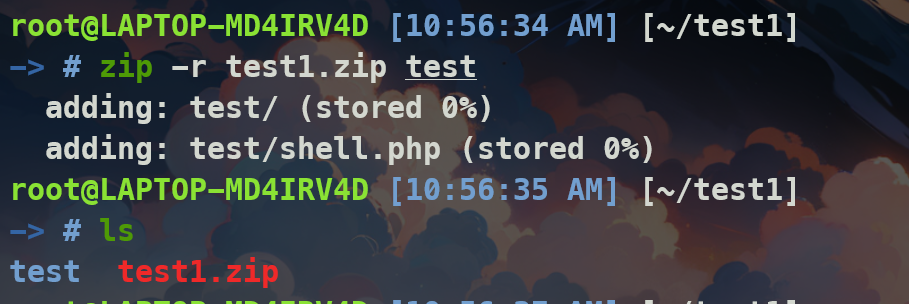 root@LAPTOP-MD4IRV4D [10:56:34 AM] [~/test1]
-> # zip -r test1.zip test
  adding: test/ (stored 0%)
  adding: test/shell.php (stored 0%)
root@LAPTOP-MD4IRV4D [10:56:35 AM] [~/test1]
-> # ls
test  test1.zip